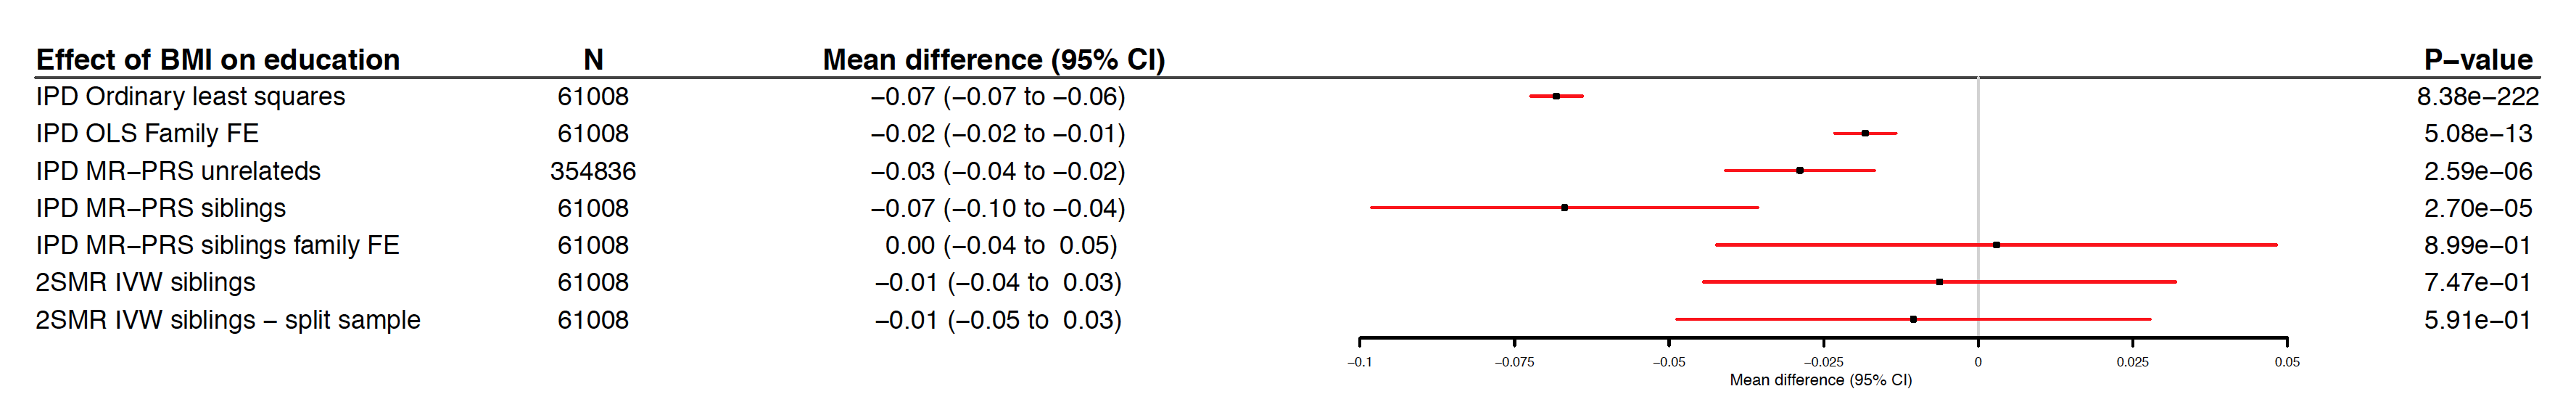 Effect of BMI on education N Mean difference (95% CI) P−value
IPD Ordinary least squares 61008 −0.07 (−0.07 to −0.06) 8.38e−222
IPD OLS Family FE 61008 −0.02 (−0.02 to −0.01) 5.08e−13
IPD MR−PRS unrelateds 354836 −0.03 (−0.04 to −0.02) 2.59e−06
IPD MR−PRS siblings 61008 −0.07 (−0.10 to −0.04) 2.70e−05
IPD MR−PRS siblings family FE 61008 0.00 (−0.04 to 0.05) 8.99e−01
2SMR IVW siblings 61008 −0.01 (−0.04 to 0.03) 7.47e−01
2SMR IVW siblings − split sample 61008 −0.01 (−0.05 to 0.03) 5.91e−01
−0.1 −0.075 −0.05 −0.025 0 0.025 0.05
Mean difference (95% CI)